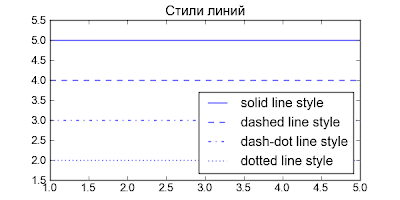 Стили линий
5.5
5.0
4.5
4.0
3.5
3.0
2.5
2.0
1.5
solid line style
dashed line style
dash-dot line style
dotted line style
1.0 1.5 2.0 2.5 3.0 3.5 4.0 4.5 5.0